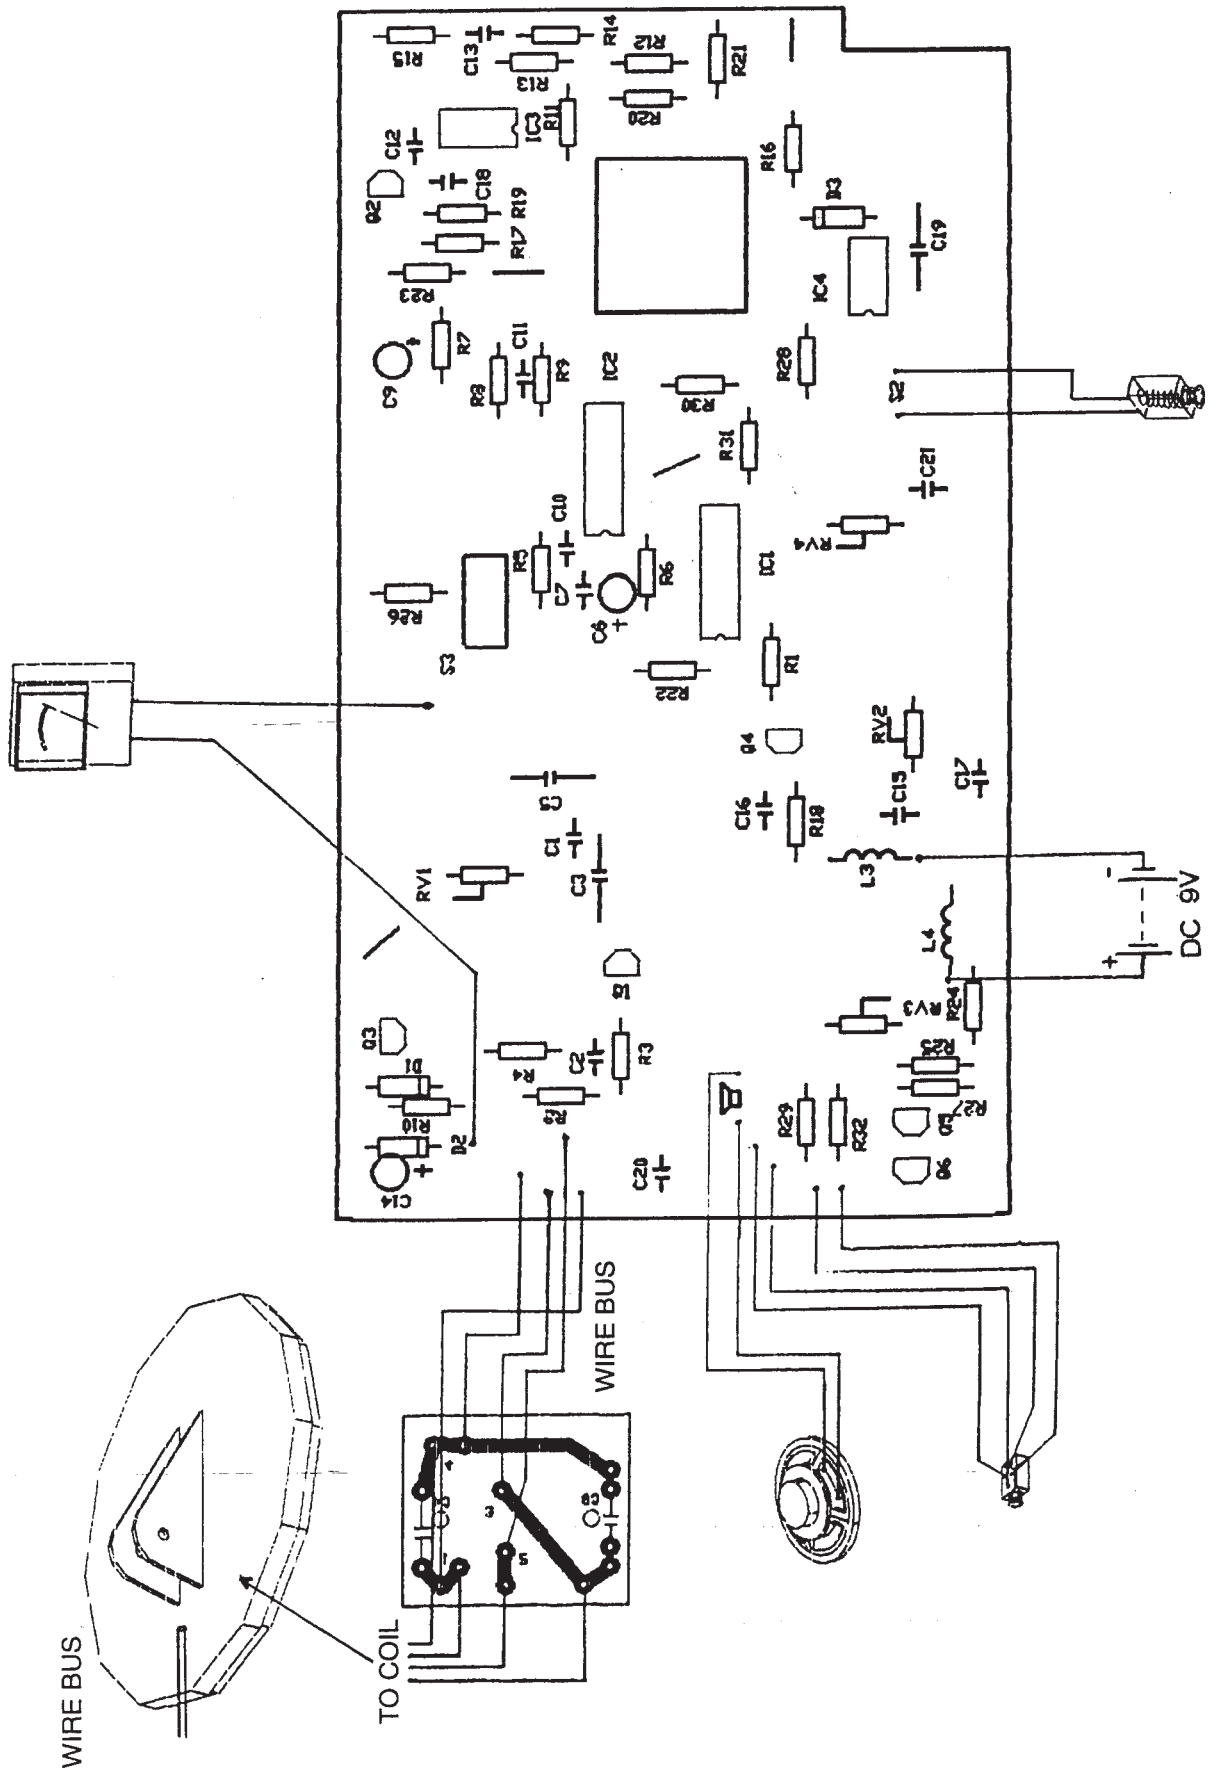 R15
C13
R14
R13
R12
R21
R20
R11
IC3
C12
Q2
C18
R19
R17
R23
R16
D3
IC4
C19
C9
+
R7
R8
C11
R9
IC2
R30
R28
S2
R31
C21
RV4
C10
R5
C7
C6
+
R6
IC1
R26
S3
R22
R1
Q4
RV2
C5
C1
C3
C16
R18
C15
C17
RV1
L3
L4
-
+
DC 9V
Q3
D1
R10
D2
C14
+
R4
R2
C2
R3
C20
R29
R32
RV3
R24
R25
R27
Q5
Q6
WIRE BUS
4
6
5
1
C8
TO COIL
WIRE BUS